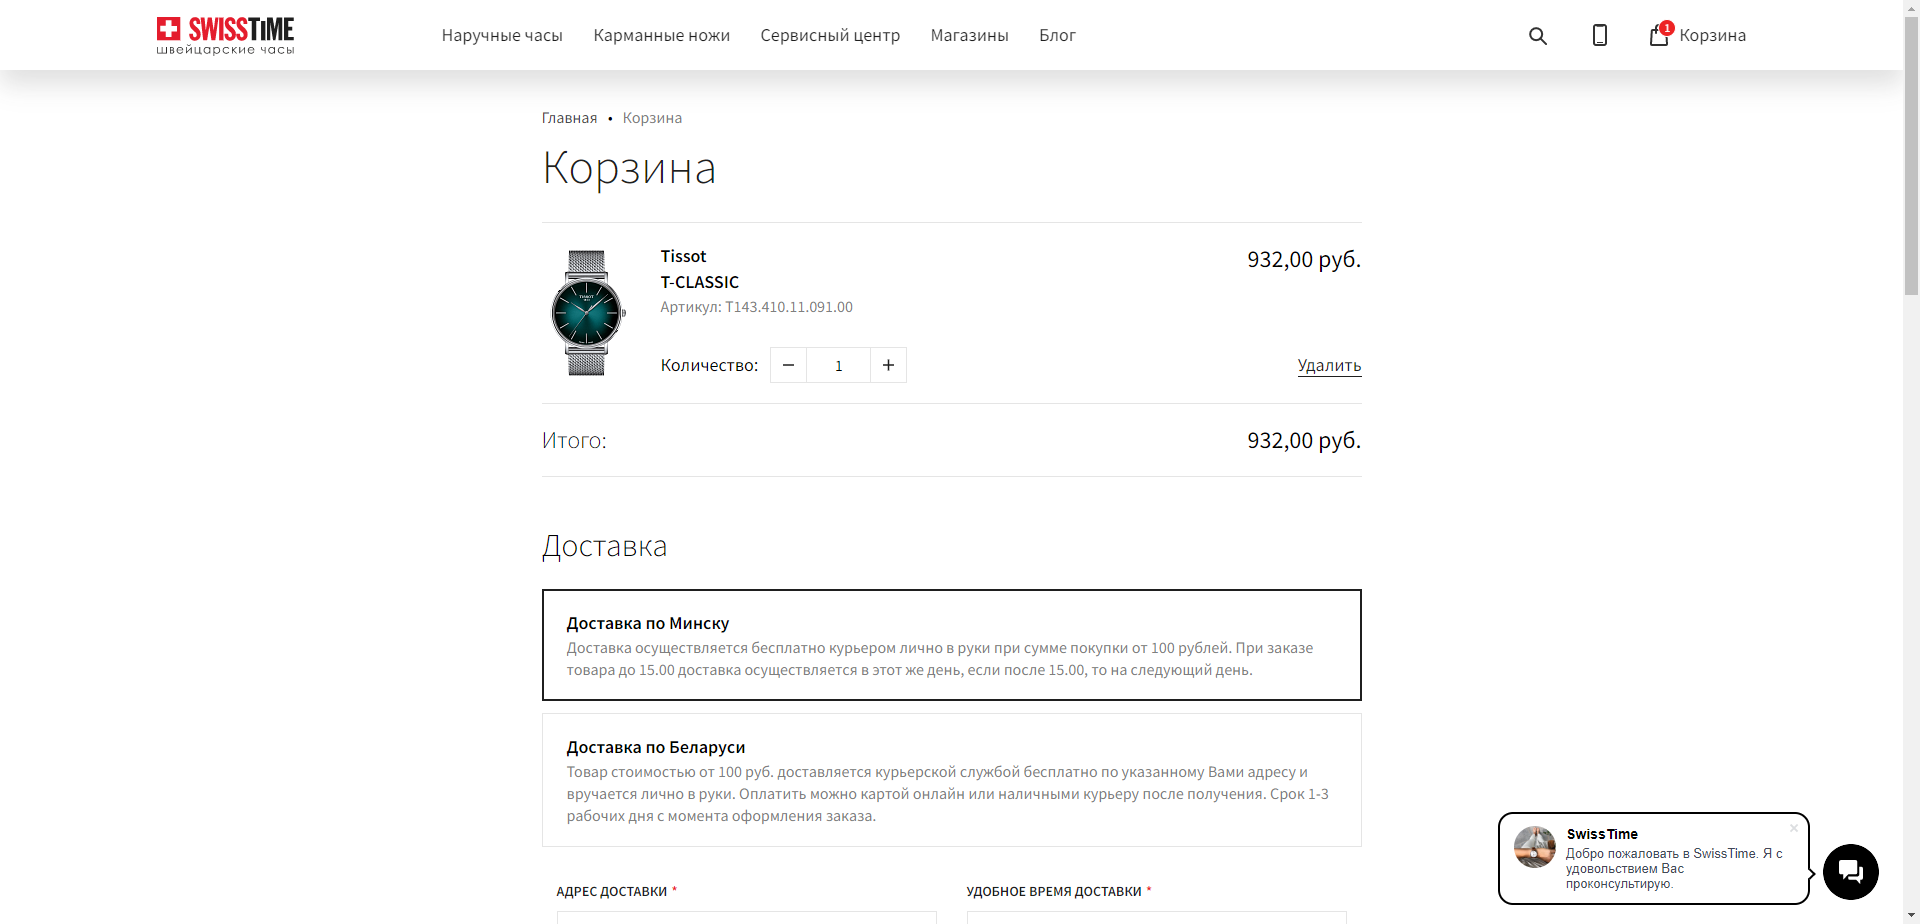 SWISSTIME
швейцарские часы
Наручные часы
Карманные ножи
Сервисный центр
Магазины
Блог
1
Корзина
Главная • Корзина
Корзина
Tissot
T-CLASSIC
Артикул: T143.410.11.091.00
932,00 руб.
Количество: − 1 +
Удалить
Итого:
932,00 руб.
Доставка
Доставка по Минску
Доставка осуществляется бесплатно курьером лично в руки при сумме покупки от 100 рублей. При заказе
товара до 15.00 доставка осуществляется в этот же день, если после 15.00, то на следующий день.
Доставка по Беларуси
Товар стоимостью от 100 руб. доставляется курьерской службой бесплатно по указанному Вами адресу и
вручается лично в руки. Оплатить можно картой онлайн или наличными курьеру после получения. Срок 1-3
рабочих дня с момента оформления заказа.
АДРЕС ДОСТАВКИ *
УДОБНОЕ ВРЕМЯ ДОСТАВКИ *
SwissTime
Добро пожаловать в SwissTime. Я с
удовольствием Вас
проконсультирую.